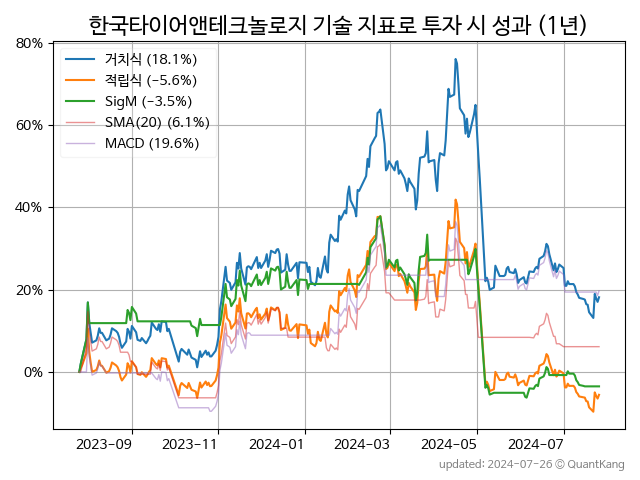 한국타이어앤테크놀로지 기술 지표로 투자 시 성과 (1년)
80%
60%
40%
20%
0%
거치식 (18.1%)
적립식 (−5.6%)
SigM (−3.5%)
SMA(20) (6.1%)
MACD (19.6%)
2023-09 2023-11 2024-01 2024-03 2024-05 2024-07
updated: 2024-07-26 © QuantKang